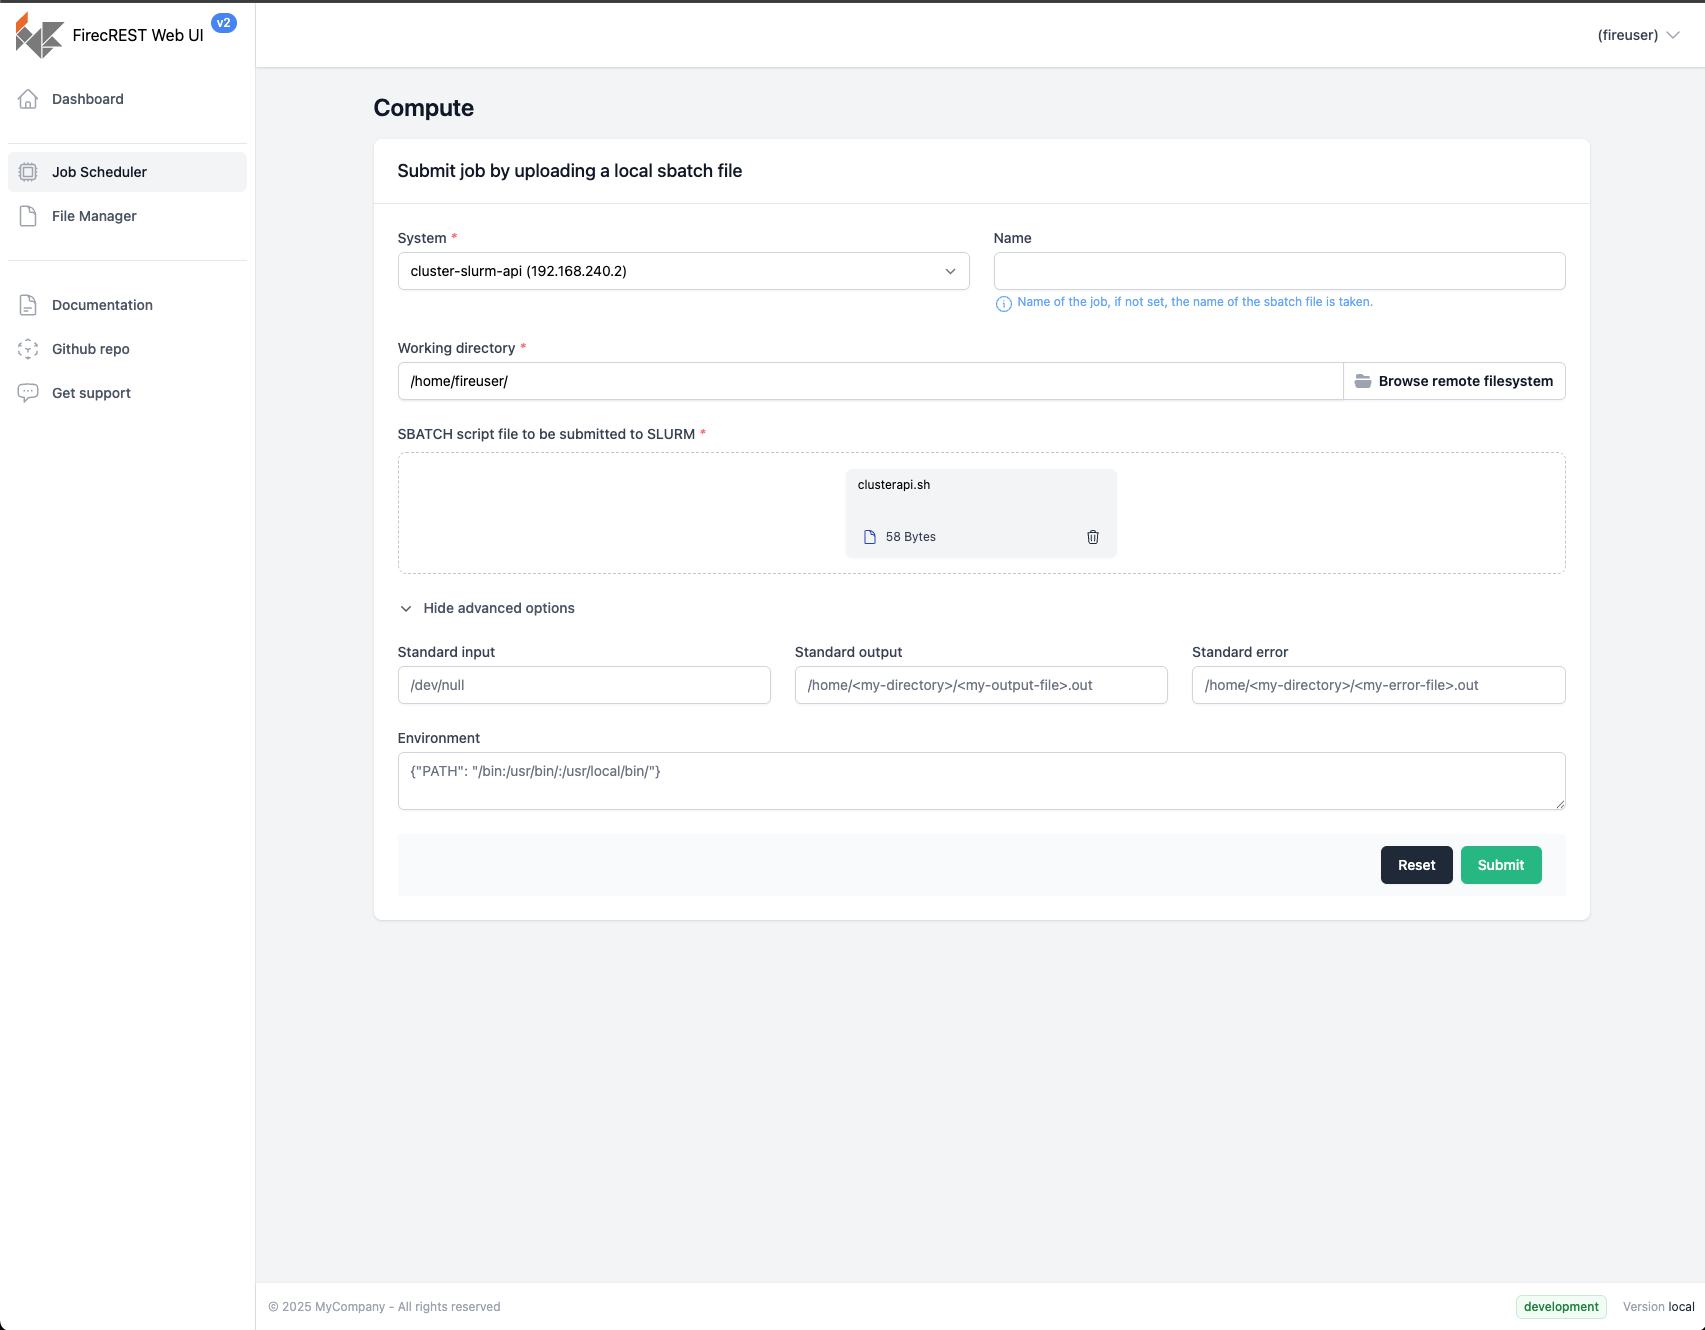 FirecREST Web UI
v2
(fireuser)
Dashboard
Job Scheduler
File Manager
Documentation
Github repo
Get support
Compute
Submit job by uploading a local sbatch file
System *
Name
cluster-slurm-api (192.168.240.2)
Name of the job, if not set, the name of the sbatch file is taken.
Working directory *
/home/fireuser/
Browse remote filesystem
SBATCH script file to be submitted to SLURM *
clusterapi.sh
58 Bytes
Hide advanced options
Standard input
Standard output
Standard error
/dev/null
/home/<my-directory>/<my-output-file>.out
/home/<my-directory>/<my-error-file>.out
Environment
{"PATH": "/bin:/usr/bin/:/usr/local/bin/"}
Reset
Submit
© 2025 MyCompany - All rights reserved
development
Version local